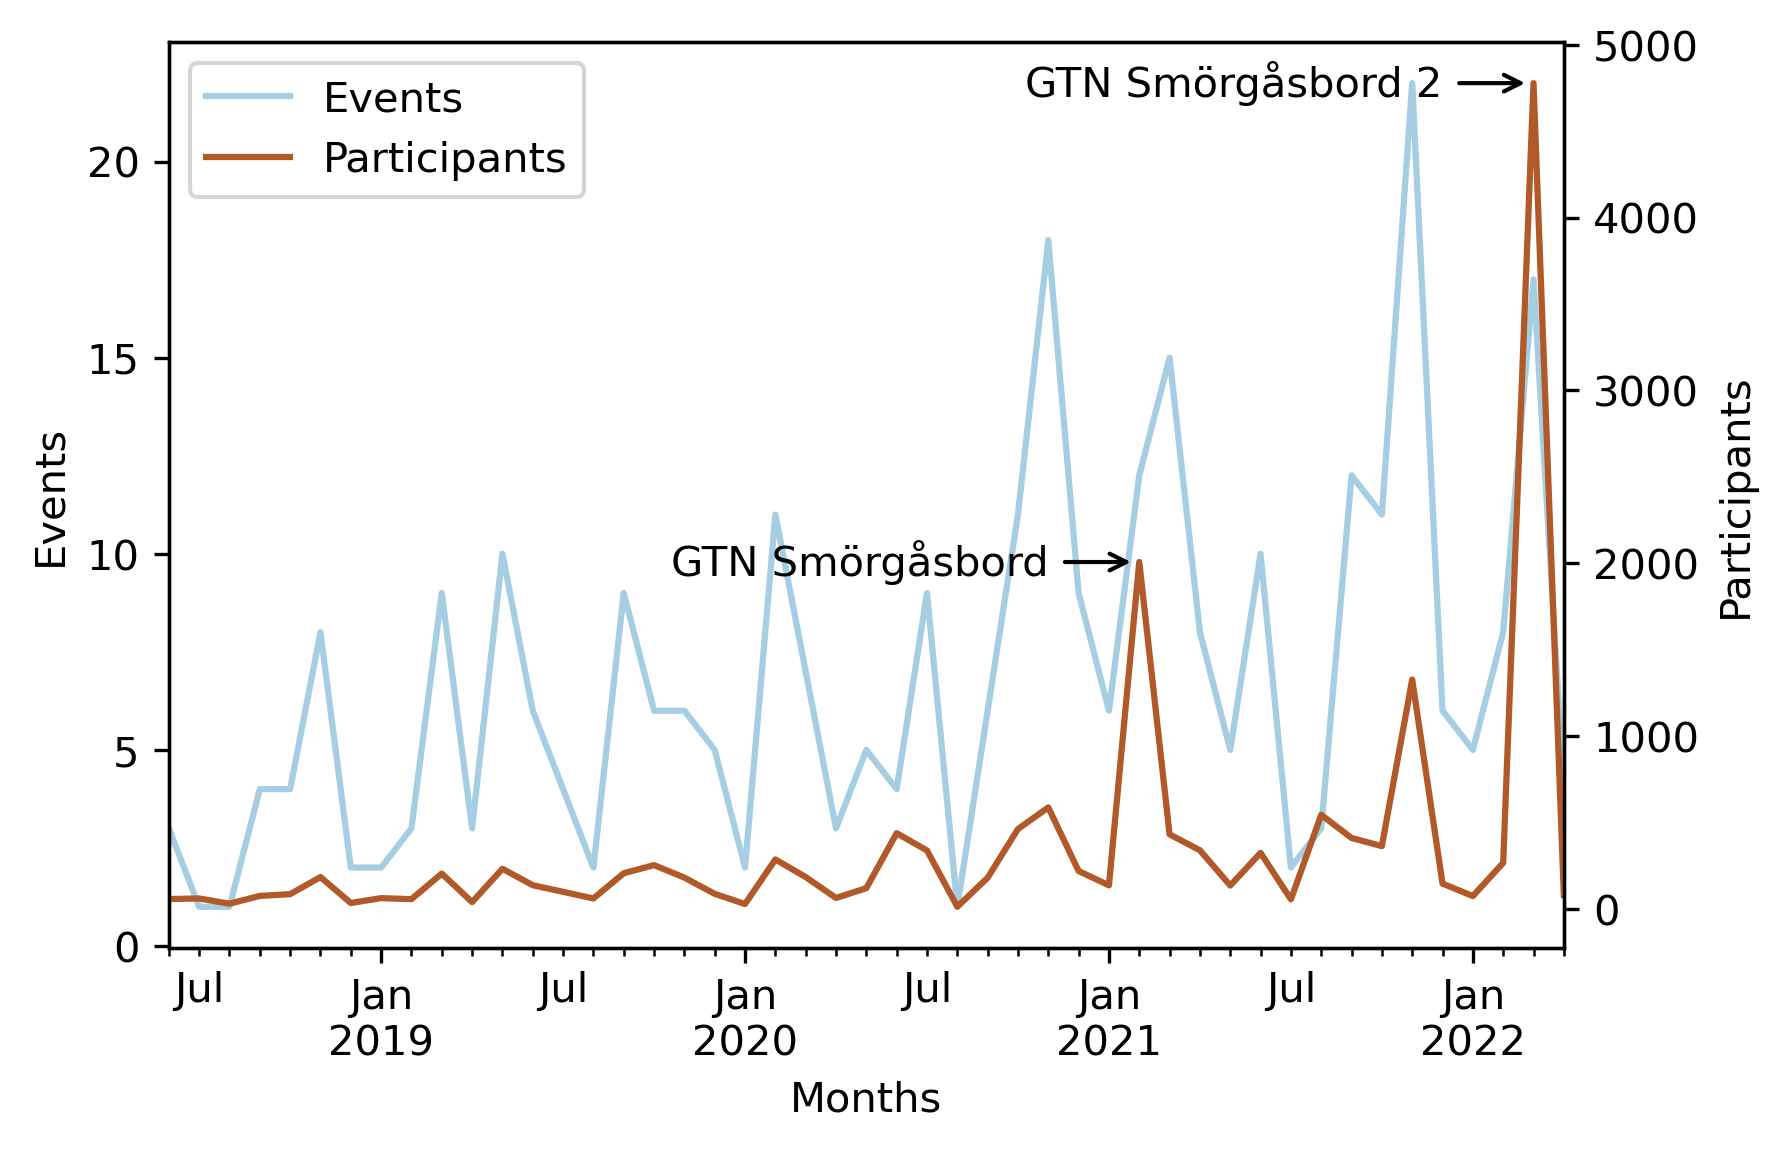 Events
Participants
GTN Smörgåsbord 2
GTN Smörgåsbord
20
15
10
5
0
Events
5000
4000
3000
2000
1000
0
Participants
Jul
Jan
2019
Jul
Jan
2020
Jul
Jan
2021
Jul
Jan
2022
Months